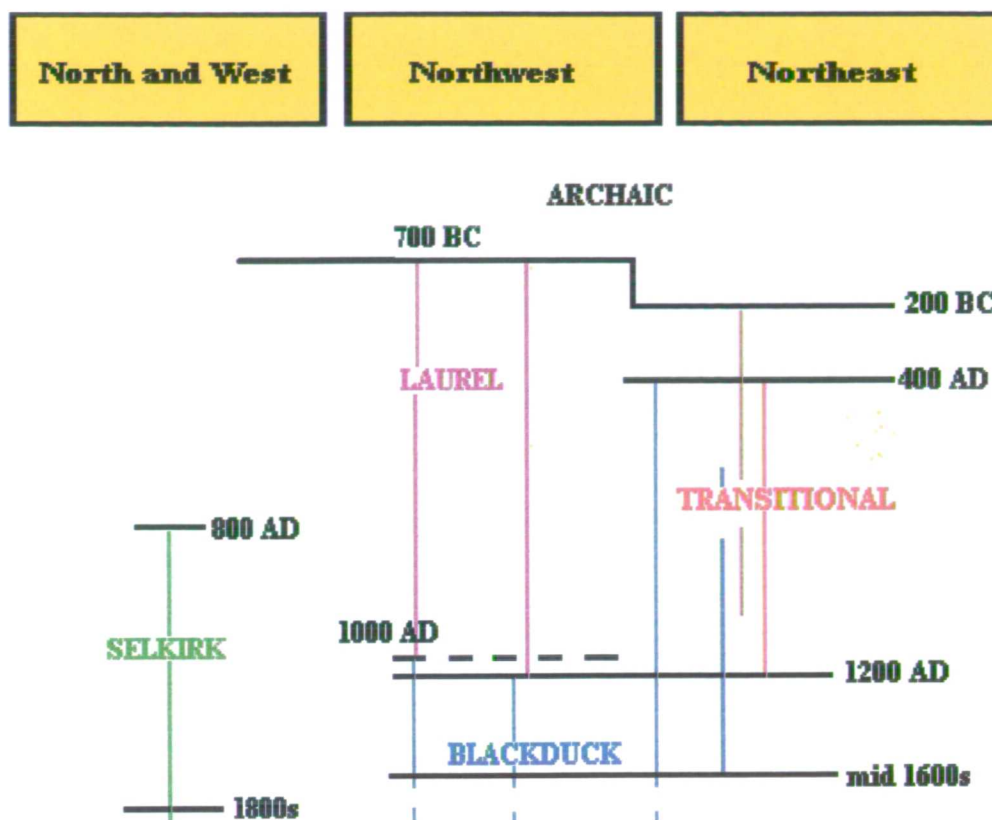 North and West
Northwest
Northeast
ARCHAIC
700 BC
200 BC
LAUREL
400 AD
TRANSITIONAL
800 AD
1000 AD
SELKIRK
1200 AD
BLACKDUCK
mid 1600s
1800s